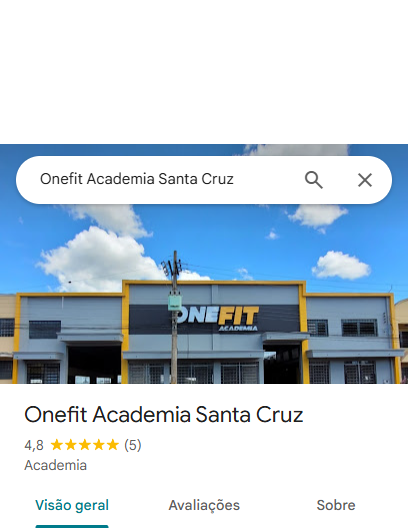 Onefit Academia Santa Cruz
ONEFIT
ACADEMIA
Onefit Academia Santa Cruz
4,8 (5)
Academia
Visão geral Avaliações Sobre